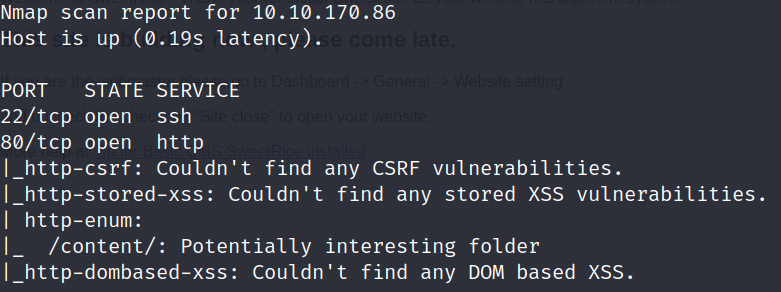 Nmap scan report for 10.10.170.86
Host is up (0.19s latency).
PORT   STATE SERVICE
22/tcp open  ssh
80/tcp open  http
|_http-csrf: Couldn't find any CSRF vulnerabilities.
|_http-stored-xss: Couldn't find any stored XSS vulnerabilities.
| http-enum:
|_  /content/: Potentially interesting folder
|_http-dombased-xss: Couldn't find any DOM based XSS.